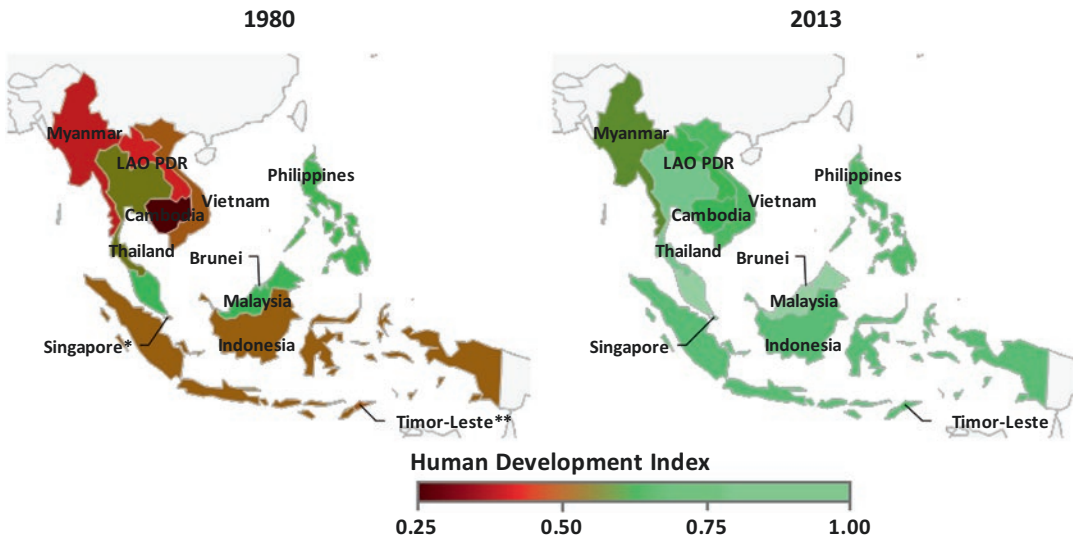 1980
2013
Myanmar
LAO PDR
Philippines
Vietnam
Cambodia
Thailand
Brunei
Malaysia
Singapore*
Indonesia
Timor-Leste**
Myanmar
LAO PDR
Philippines
Vietnam
Cambodia
Thailand
Brunei
Malaysia
Singapore
Indonesia
Timor-Leste
Human Development Index
0.25 0.50 0.75 1.00